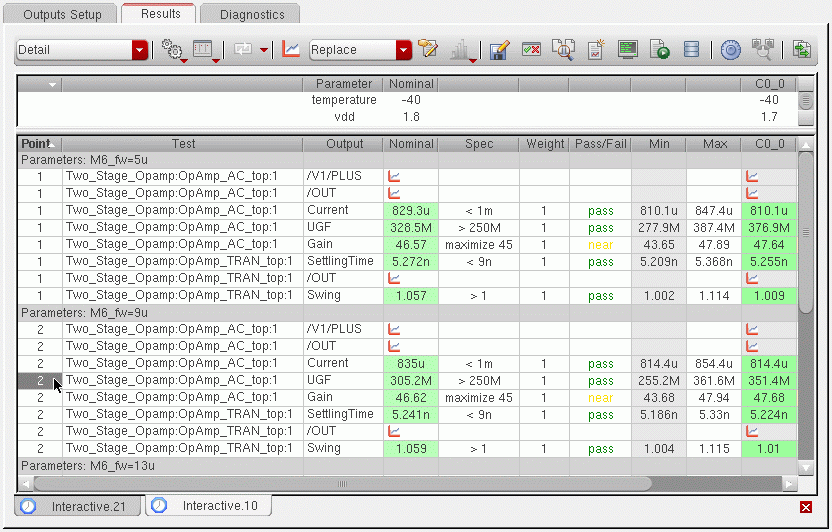 Outputs Setup Results Diagnostics
Detail Replace
Parameter Nominal C0_0
temperature -40 -40
vdd 1.8 1.7
Point Test Output Nominal Spec Weight Pass/Fail Min Max C0_0
Parameters: M6_fw=5u
1 Two_Stage_Opamp:OpAmp_AC_top:1 /V1/PLUS
1 Two_Stage_Opamp:OpAmp_AC_top:1 /OUT
1 Two_Stage_Opamp:OpAmp_AC_top:1 Current 829.3u < 1m 1 pass 810.1u 847.4u 810.1u
1 Two_Stage_Opamp:OpAmp_AC_top:1 UGF 328.5M > 250M 1 pass 277.9M 387.4M 376.9M
1 Two_Stage_Opamp:OpAmp_AC_top:1 Gain 46.57 maximize 45 1 near 43.65 47.89 47.64
1 Two_Stage_Opamp:OpAmp_TRAN_top:1 SettlingTime 5.272n < 9n 1 pass 5.209n 5.368n 5.255n
1 Two_Stage_Opamp:OpAmp_TRAN_top:1 /OUT
1 Two_Stage_Opamp:OpAmp_TRAN_top:1 Swing 1.057 > 1 1 pass 1.002 1.114 1.009
Parameters: M6_fw=9u
2 Two_Stage_Opamp:OpAmp_AC_top:1 /V1/PLUS
2 Two_Stage_Opamp:OpAmp_AC_top:1 /OUT
2 Two_Stage_Opamp:OpAmp_AC_top:1 Current 835u < 1m 1 pass 814.4u 854.4u 814.4u
2 Two_Stage_Opamp:OpAmp_AC_top:1 UGF 305.2M > 250M 1 pass 255.2M 361.6M 351.4M
2 Two_Stage_Opamp:OpAmp_AC_top:1 Gain 46.62 maximize 45 1 near 43.68 47.94 47.68
2 Two_Stage_Opamp:OpAmp_TRAN_top:1 SettlingTime 5.241n < 9n 1 pass 5.186n 5.33n 5.224n
2 Two_Stage_Opamp:OpAmp_TRAN_top:1 /OUT
2 Two_Stage_Opamp:OpAmp_TRAN_top:1 Swing 1.059 > 1 1 pass 1.004 1.115 1.01
Parameters: M6_fw=13u
Interactive.21 Interactive.10